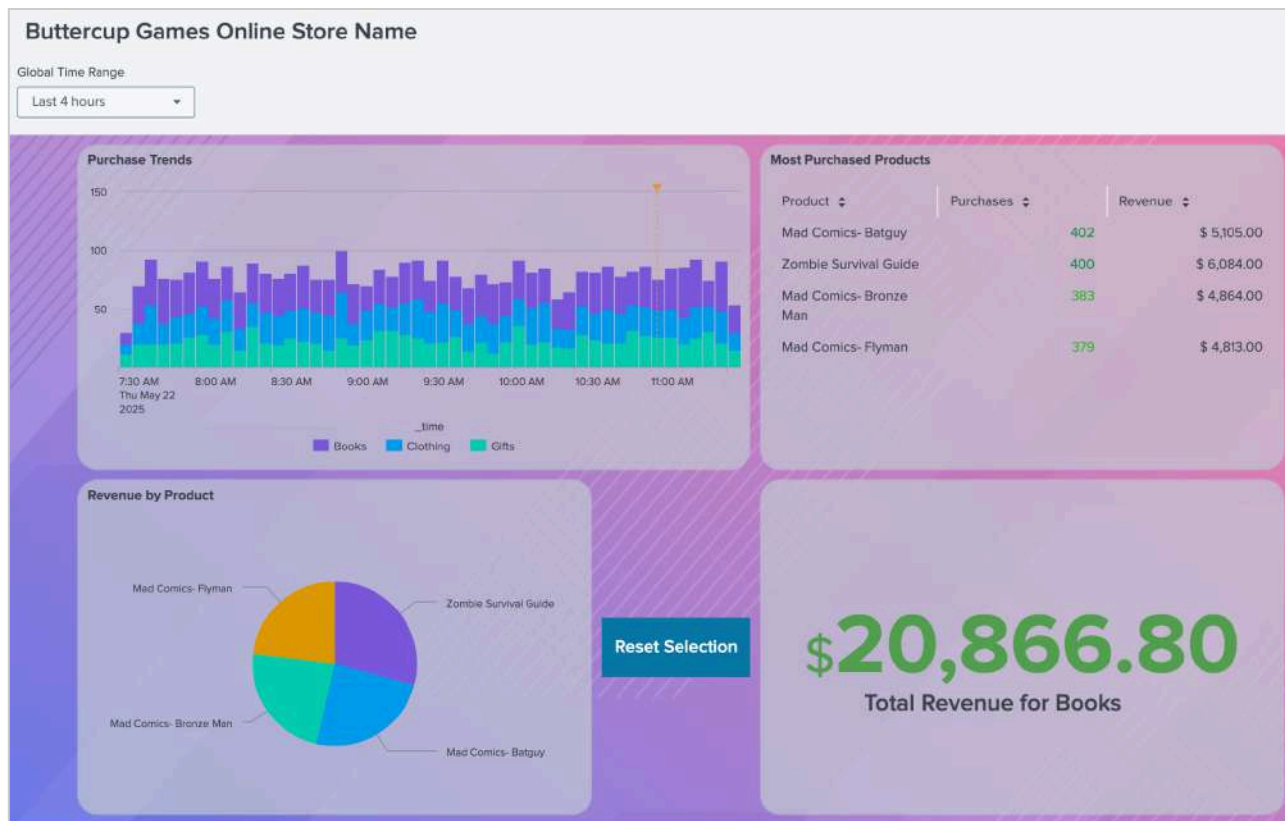 Buttercup Games Online Store Name
Global Time Range
Last 4 hours
Purchase Trends
150
100
50
7:30 AM
Thu May 22
2025
8:00 AM
8:30 AM
9:00 AM
9:30 AM
10:00 AM
10:30 AM
11:00 AM
_time
Books
Clothing
Gifts
Most Purchased Products
Product Purchases Revenue
Mad Comics- Batguy 402 $ 5,105.00
Zombie Survival Guide 400 $ 6,084.00
Mad Comics- Bronze 383 $ 4,864.00
Man
Mad Comics- Flyman 379 $ 4,813.00
Revenue by Product
Mad Comics- Flyman
Zombie Survival Guide
Mad Comics- Bronze Man
Mad Comics- Batguy
Reset Selection
$20,866.80
Total Revenue for Books